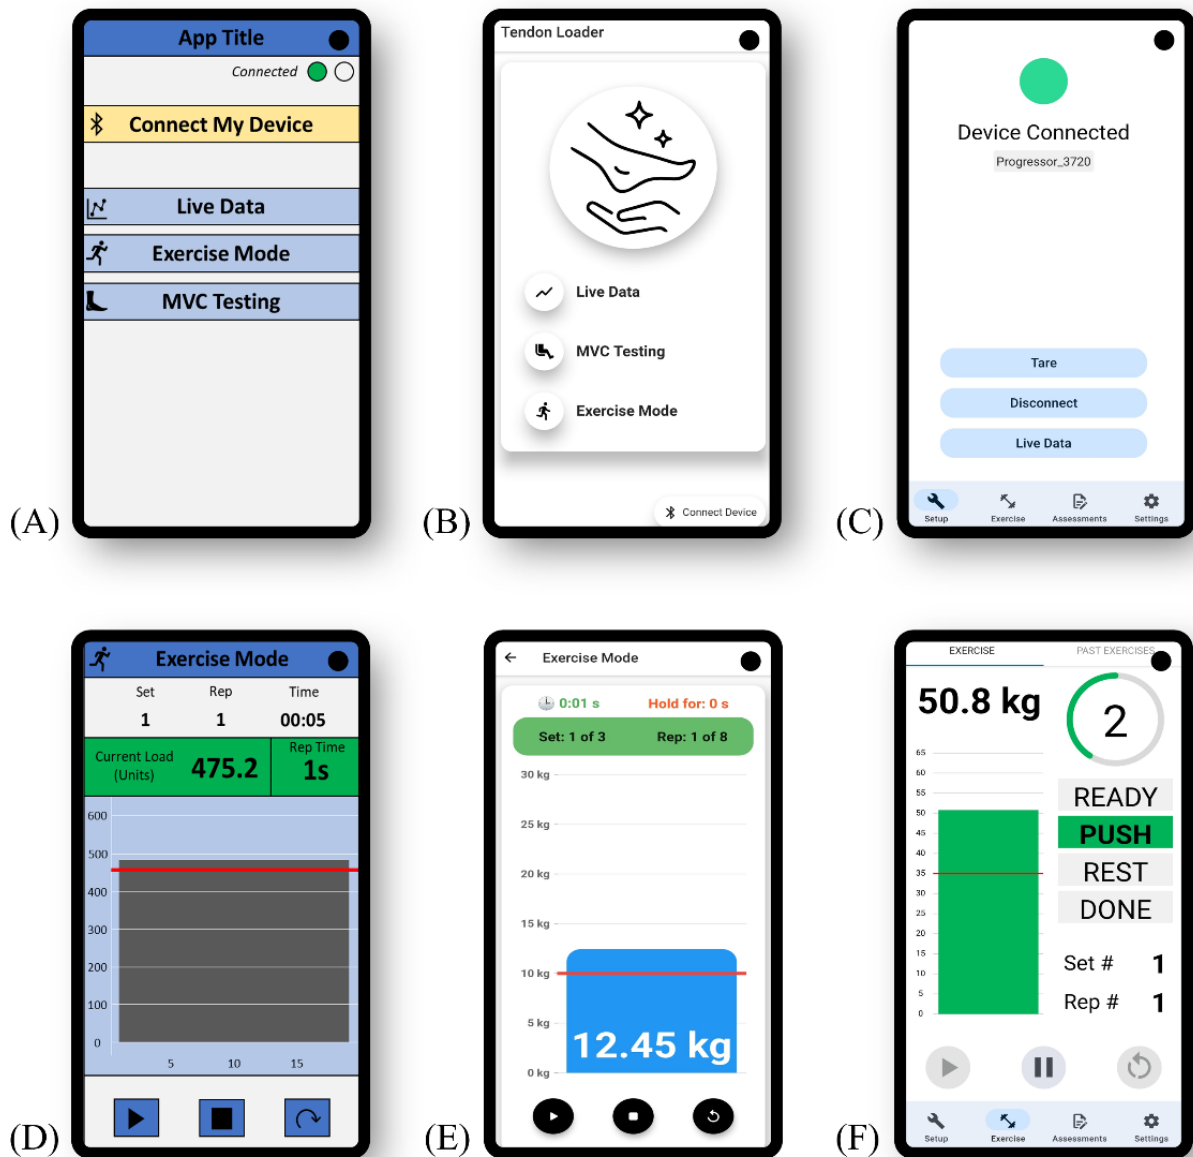 App Title
Connected
Connect My Device
Live Data
Exercise Mode
MVC Testing
(A)
Tendon Loader
Live Data
MVC Testing
Exercise Mode
Connect Device
(B)
Device Connected
Progressor_3720
Tare
Disconnect
Live Data
Setup Exercise Assessments Settings
(C)
Exercise Mode
Set Rep Time
1 1 00:05
Current Load (Units) 475.2 Rep Time 1s
600
500
400
300
200
100
0
5 10 15
(D)
Exercise Mode
0:01 s Hold for: 0 s
Set: 1 of 3 Rep: 1 of 8
30 kg
25 kg
20 kg
15 kg
10 kg
5 kg
12.45 kg
0 kg
(E)
EXERCISE PAST EXERCISES
50.8 kg
2
65
60
55
50
45
40
35
30
25
20
15
10
5
0
READY
PUSH
REST
DONE
Set # 1
Rep # 1
Setup Exercise Assessments Settings
(F)